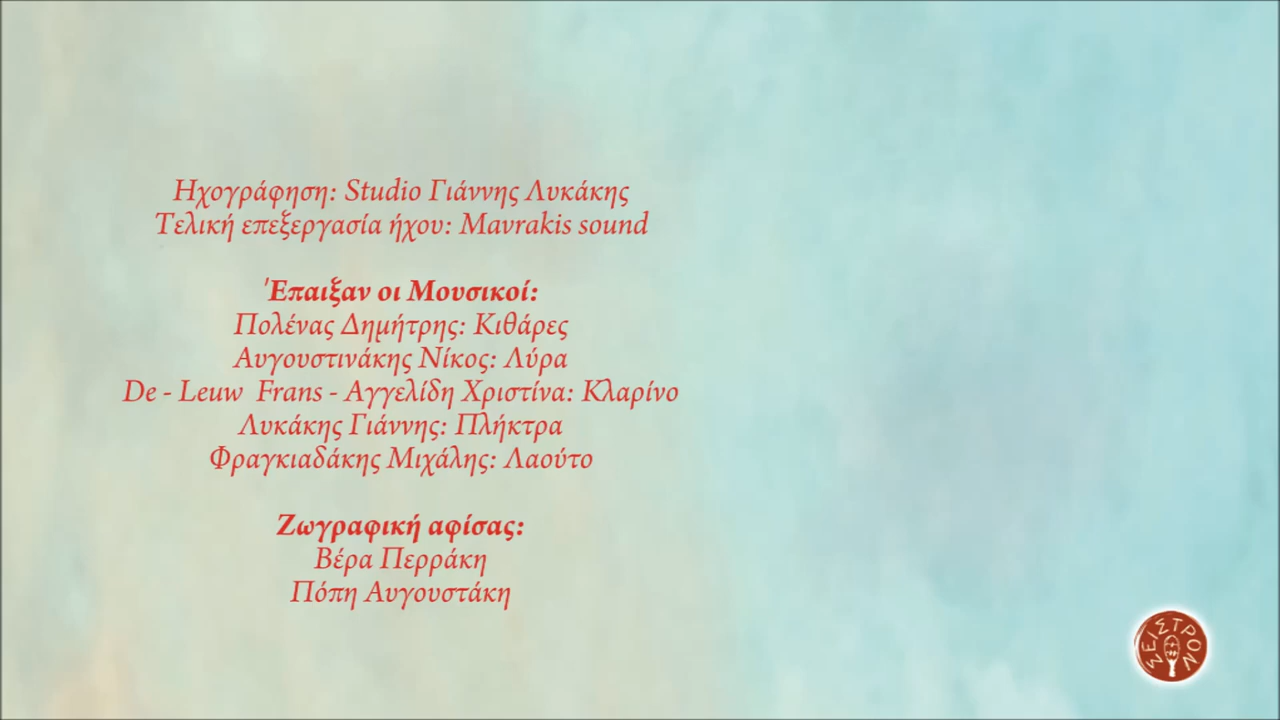 Ηχογράφηση: Studio Γιάννης Λυκάκης
Τελική επεξεργασία ήχου: Mavrakis sound
Έπαιξαν οι Μουσικοί:
Πολένας Δημήτρης: Κιθάρες
Αυγουστινάκης Νίκος: Λύρα
De - Leuw  Frans - Αγγελίδη Χριστίνα: Κλαρίνο
Λυκάκης Γιάννης: Πλήκτρα
Φραγκιαδάκης Μιχάλης: Λαούτο
Ζωγραφική αφίσας:
Βέρα Περράκη
Πόπη Αυγουστάκη
ΣΕΙΣΤΡΟΝ